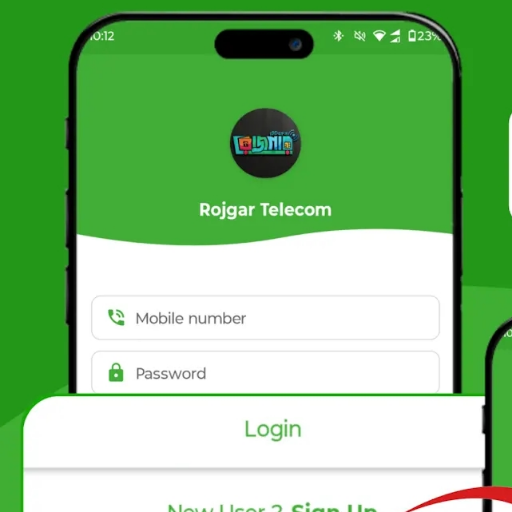 10:12
23%
Rojgar Telecom
Mobile number
Password
Login
New User ? Sign Up